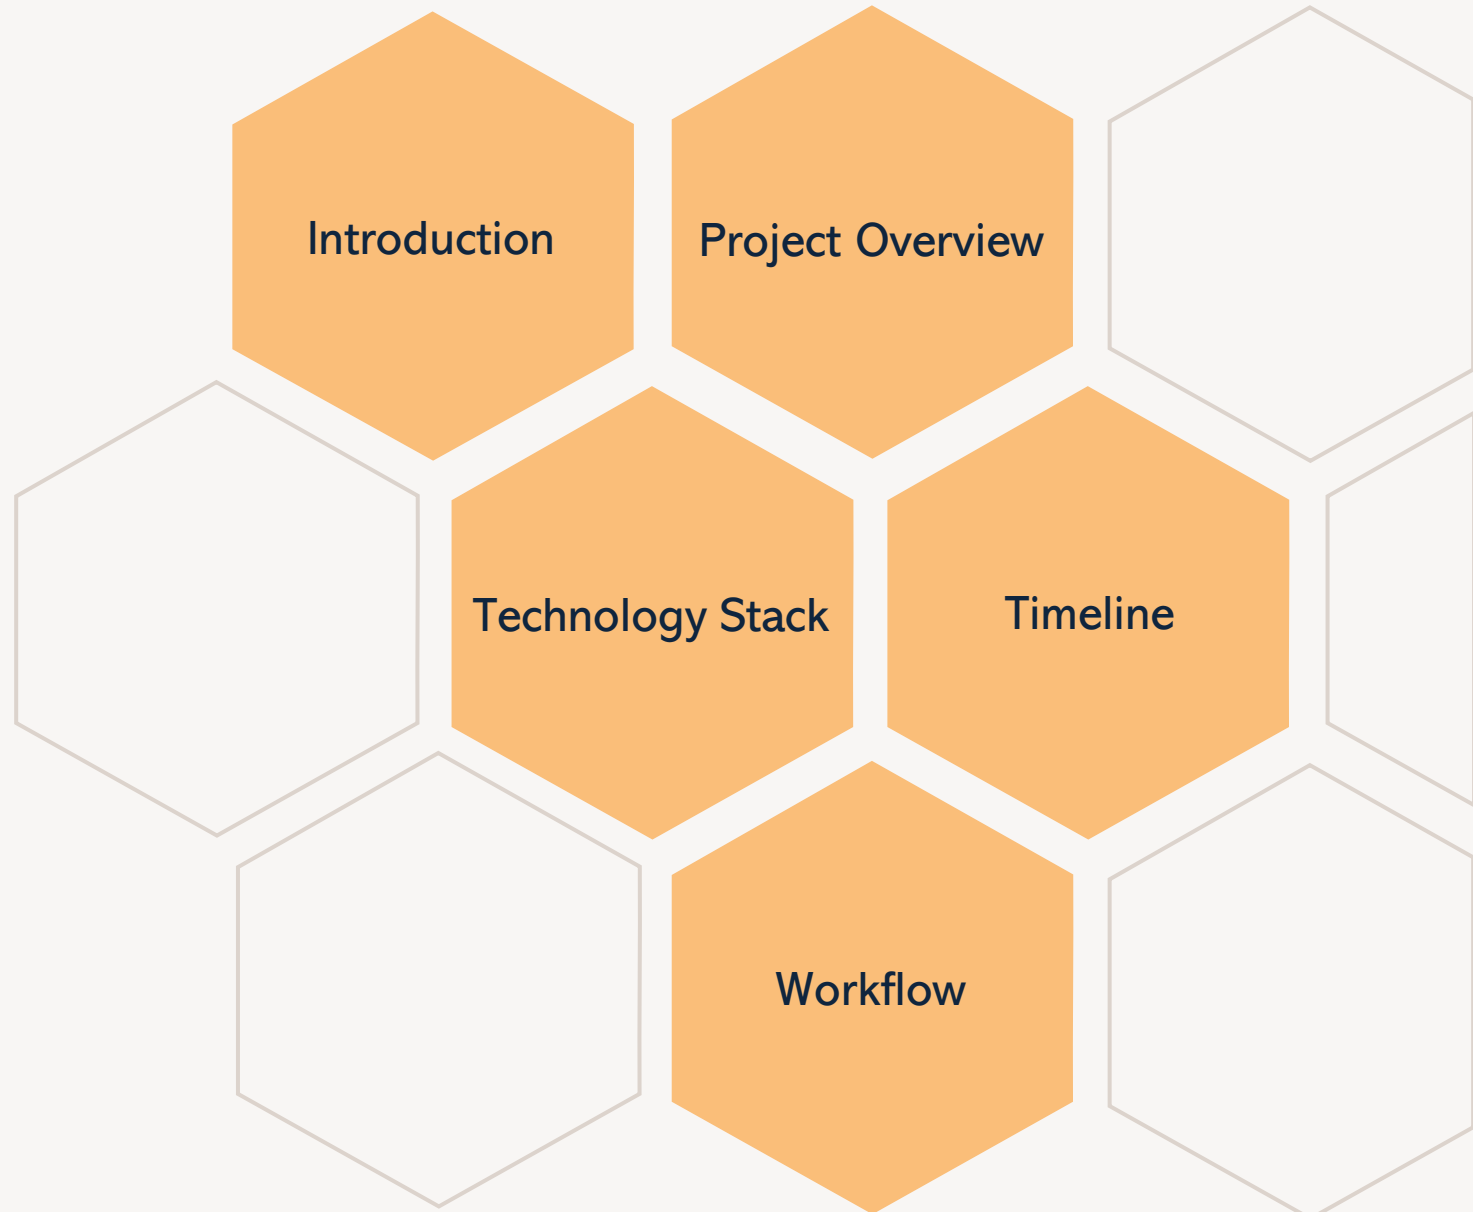 Introduction
Project Overview
Technology Stack
Timeline
Workflow